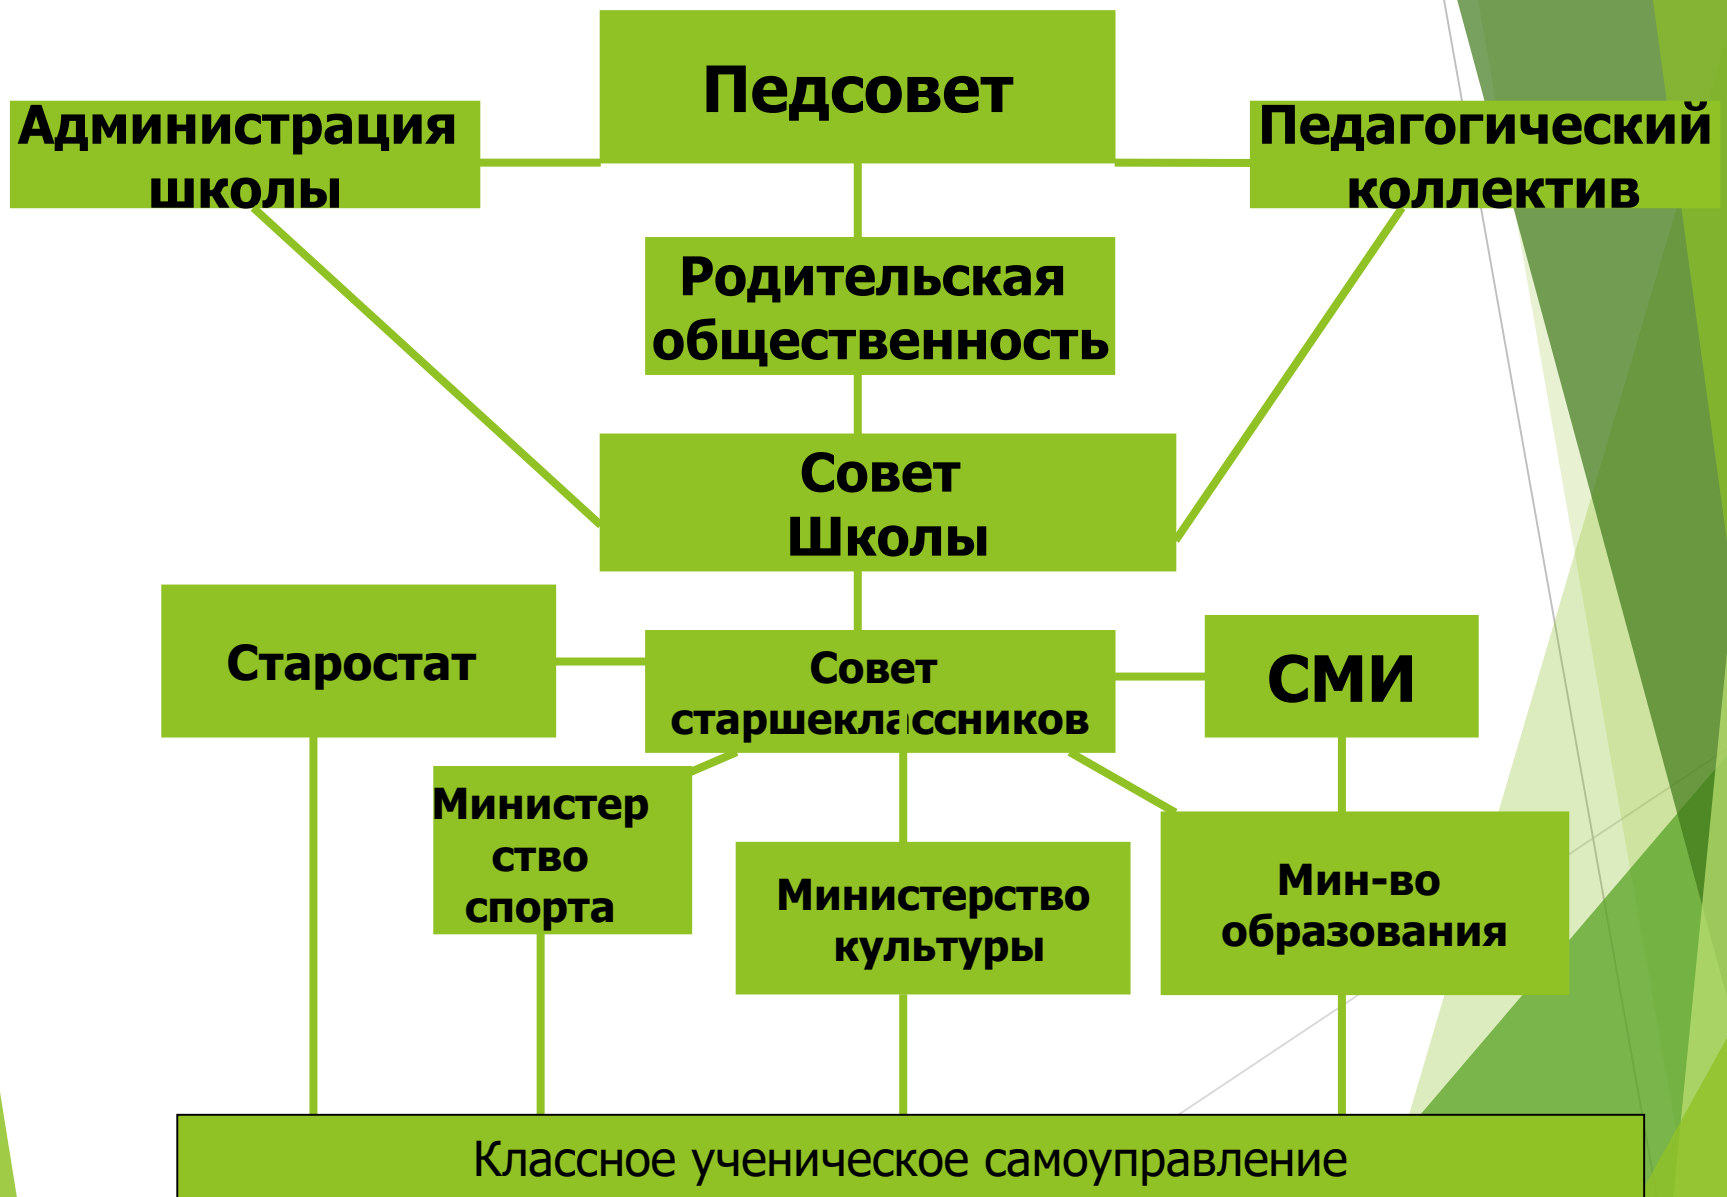 Педсовет
Администрация
школы
Педагогический
коллектив
Родительская
общественность
Совет
Школы
Старостат
Совет
старшеклассников
СМИ
Министер
ство
спорта
Министерство
культуры
Мин-во
образования
Классное ученическое самоуправление